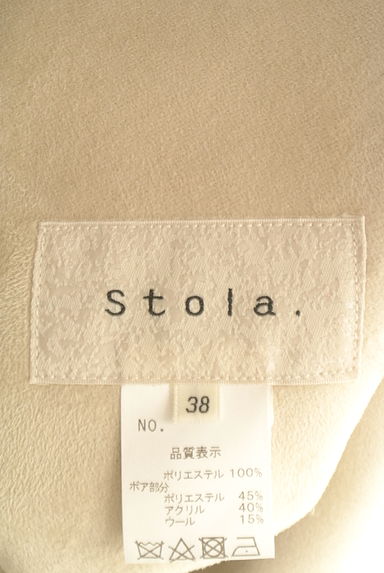 Stola.
38
NO.
品質表示
ポリエステル 100%
ボア部分
ポリエステル 45%
アクリル 40%
ウール 15%